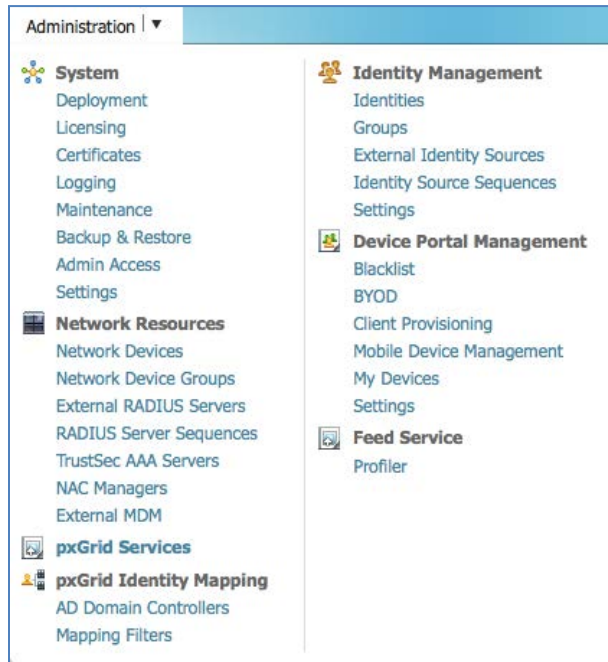 Administration
System
Deployment
Licensing
Certificates
Logging
Maintenance
Backup & Restore
Admin Access
Settings
Network Resources
Network Devices
Network Device Groups
External RADIUS Servers
RADIUS Server Sequences
TrustSec AAA Servers
NAC Managers
External MDM
pxGrid Services
pxGrid Identity Mapping
AD Domain Controllers
Mapping Filters
Identity Management
Identities
Groups
External Identity Sources
Identity Source Sequences
Settings
Device Portal Management
Blacklist
BYOD
Client Provisioning
Mobile Device Management
My Devices
Settings
Feed Service
Profiler